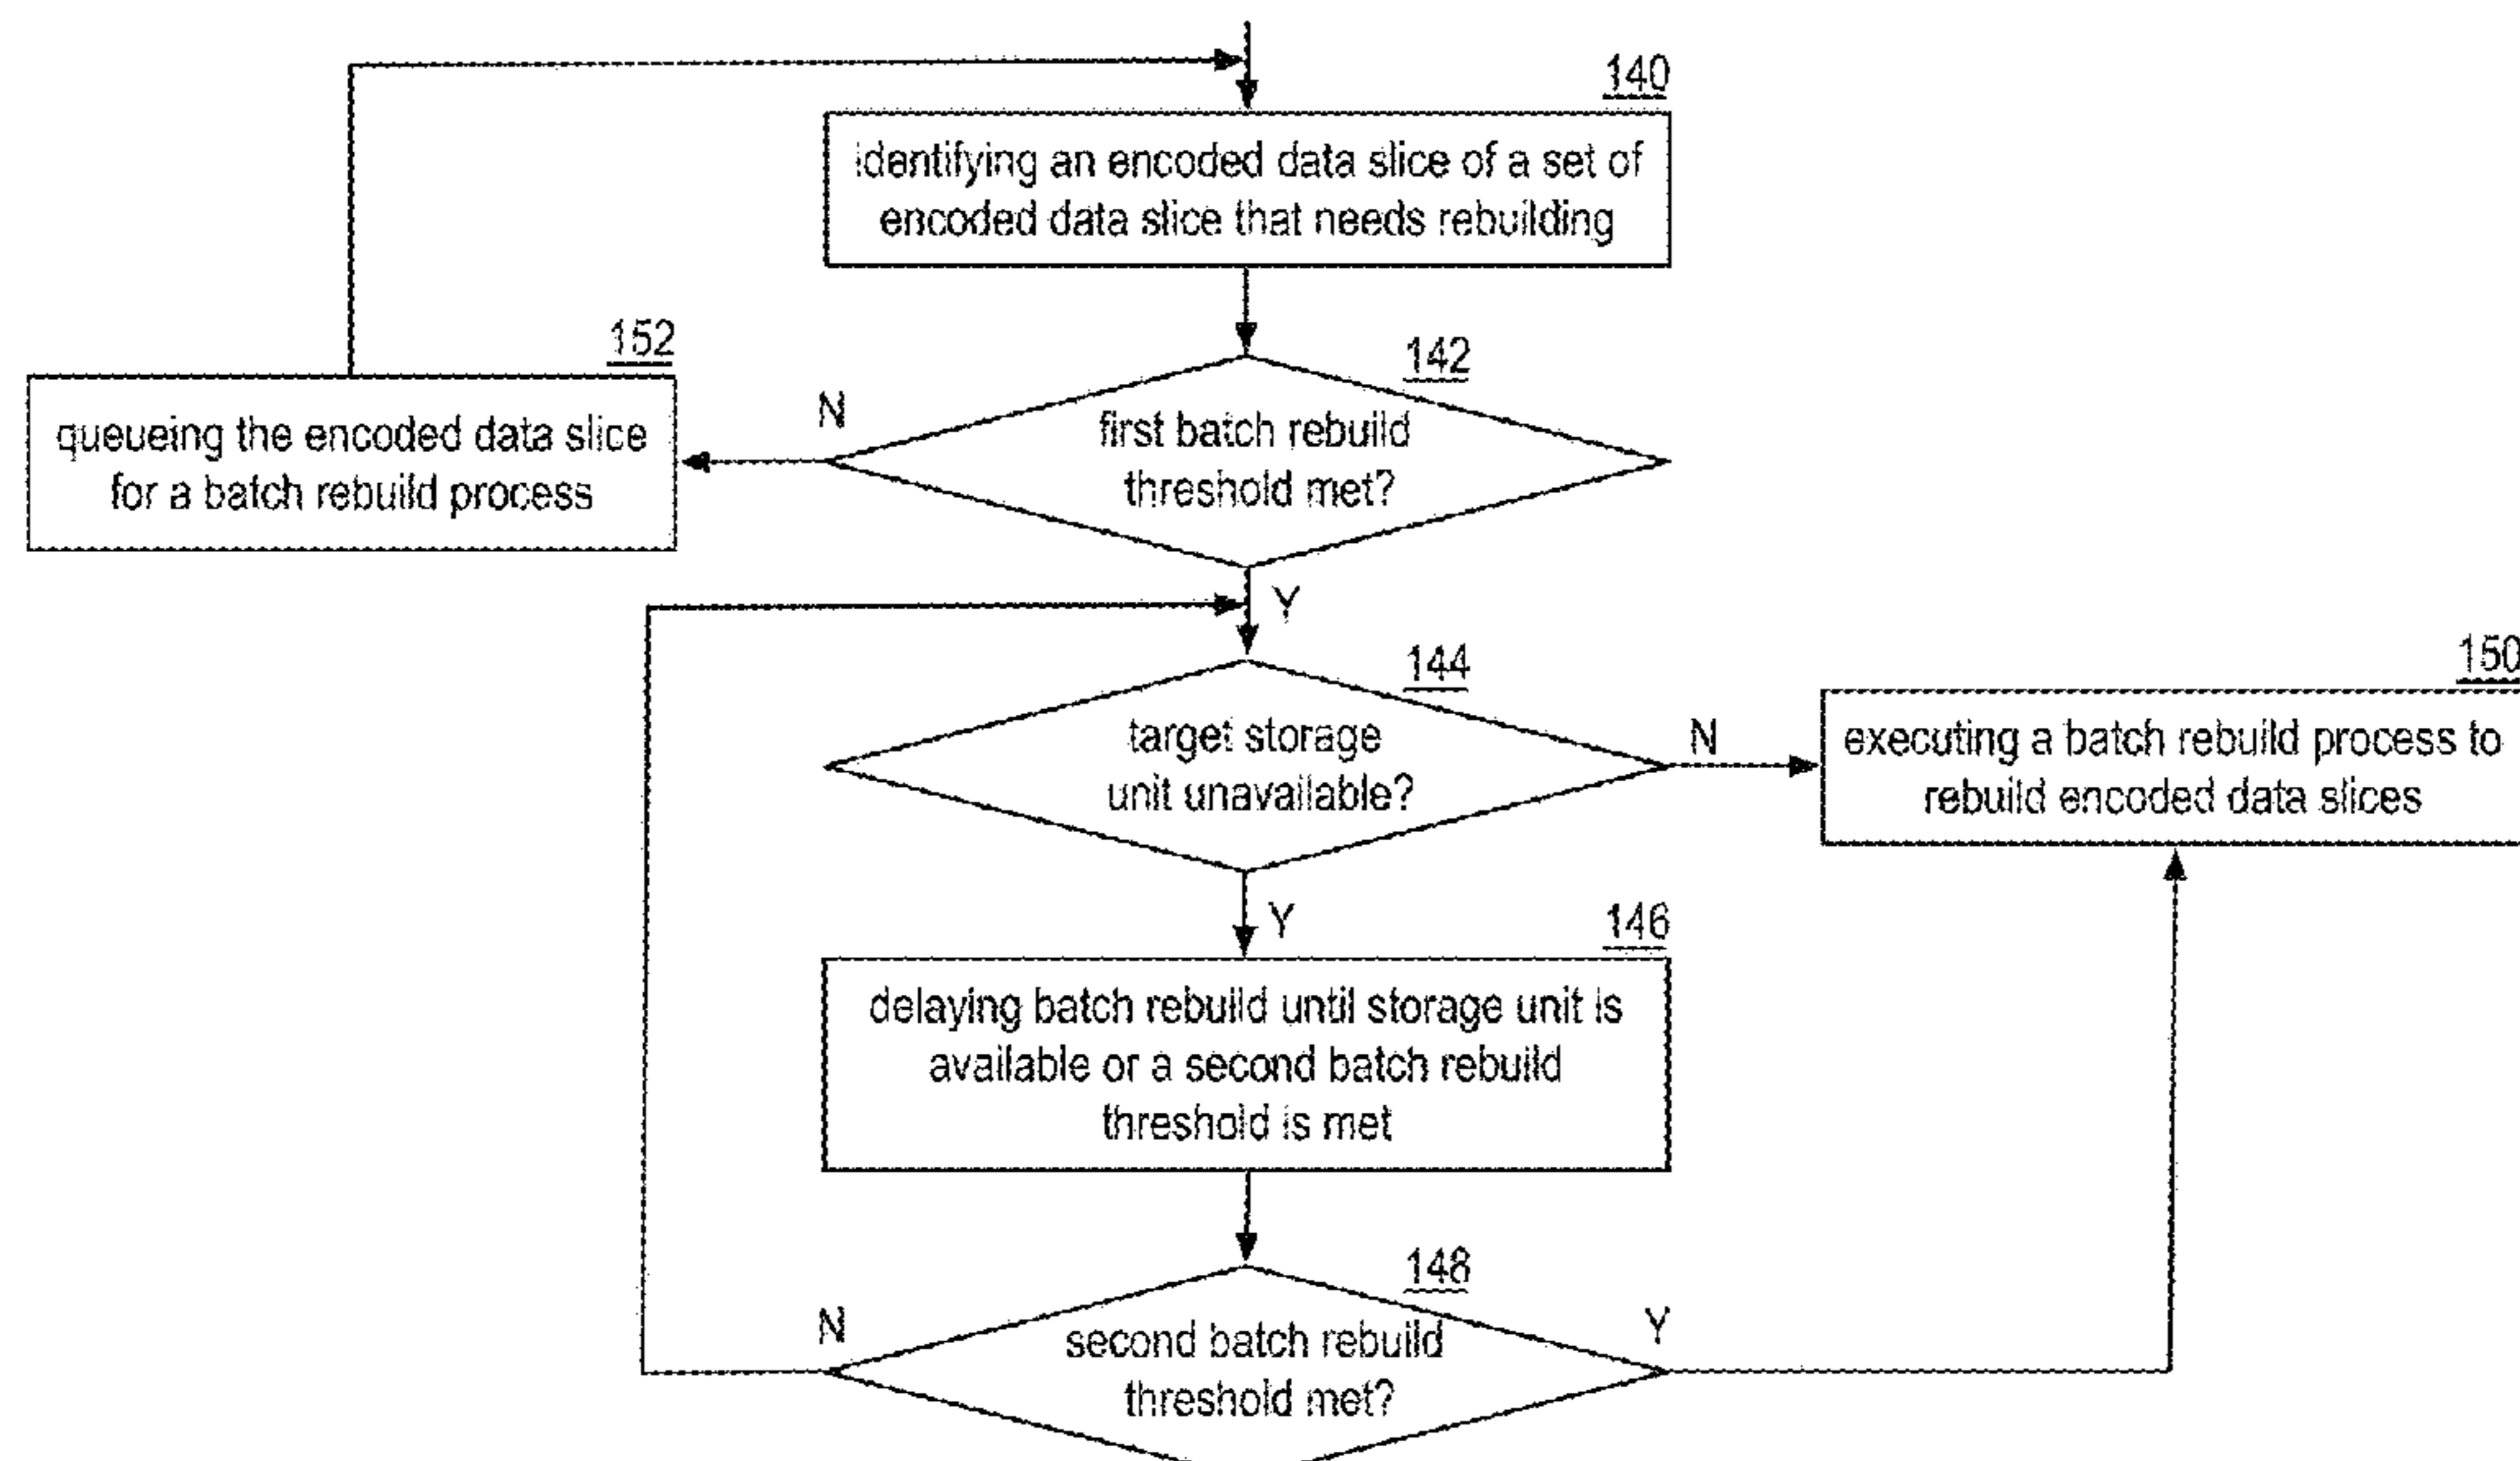 140
identifying an encoded data slice of a set of
encoded data slice that needs rebuilding
152
queueing the encoded data slice
for a batch rebuild process
N
142
first batch rebuild
threshold met?
Y
144
target storage
unit unavailable?
N
150
executing a batch rebuild process to
rebuild encoded data slices
Y
146
delaying batch rebuild until storage unit is
available or a second batch rebuild
threshold is met
148
N
second batch rebuild
threshold met?
Y